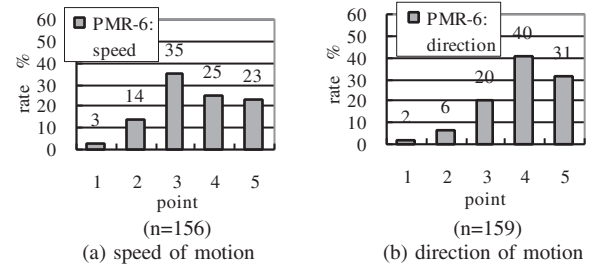 60
50
40
30
20
10
0
rate %
PMR-6:
speed
3
14
35
25
23
1 2 3 4 5
point
(n=156)
(a) speed of motion
60
50
40
30
20
10
0
rate %
PMR-6:
direction
2
6
20
40
31
1 2 3 4 5
point
(n=159)
(b) direction of motion